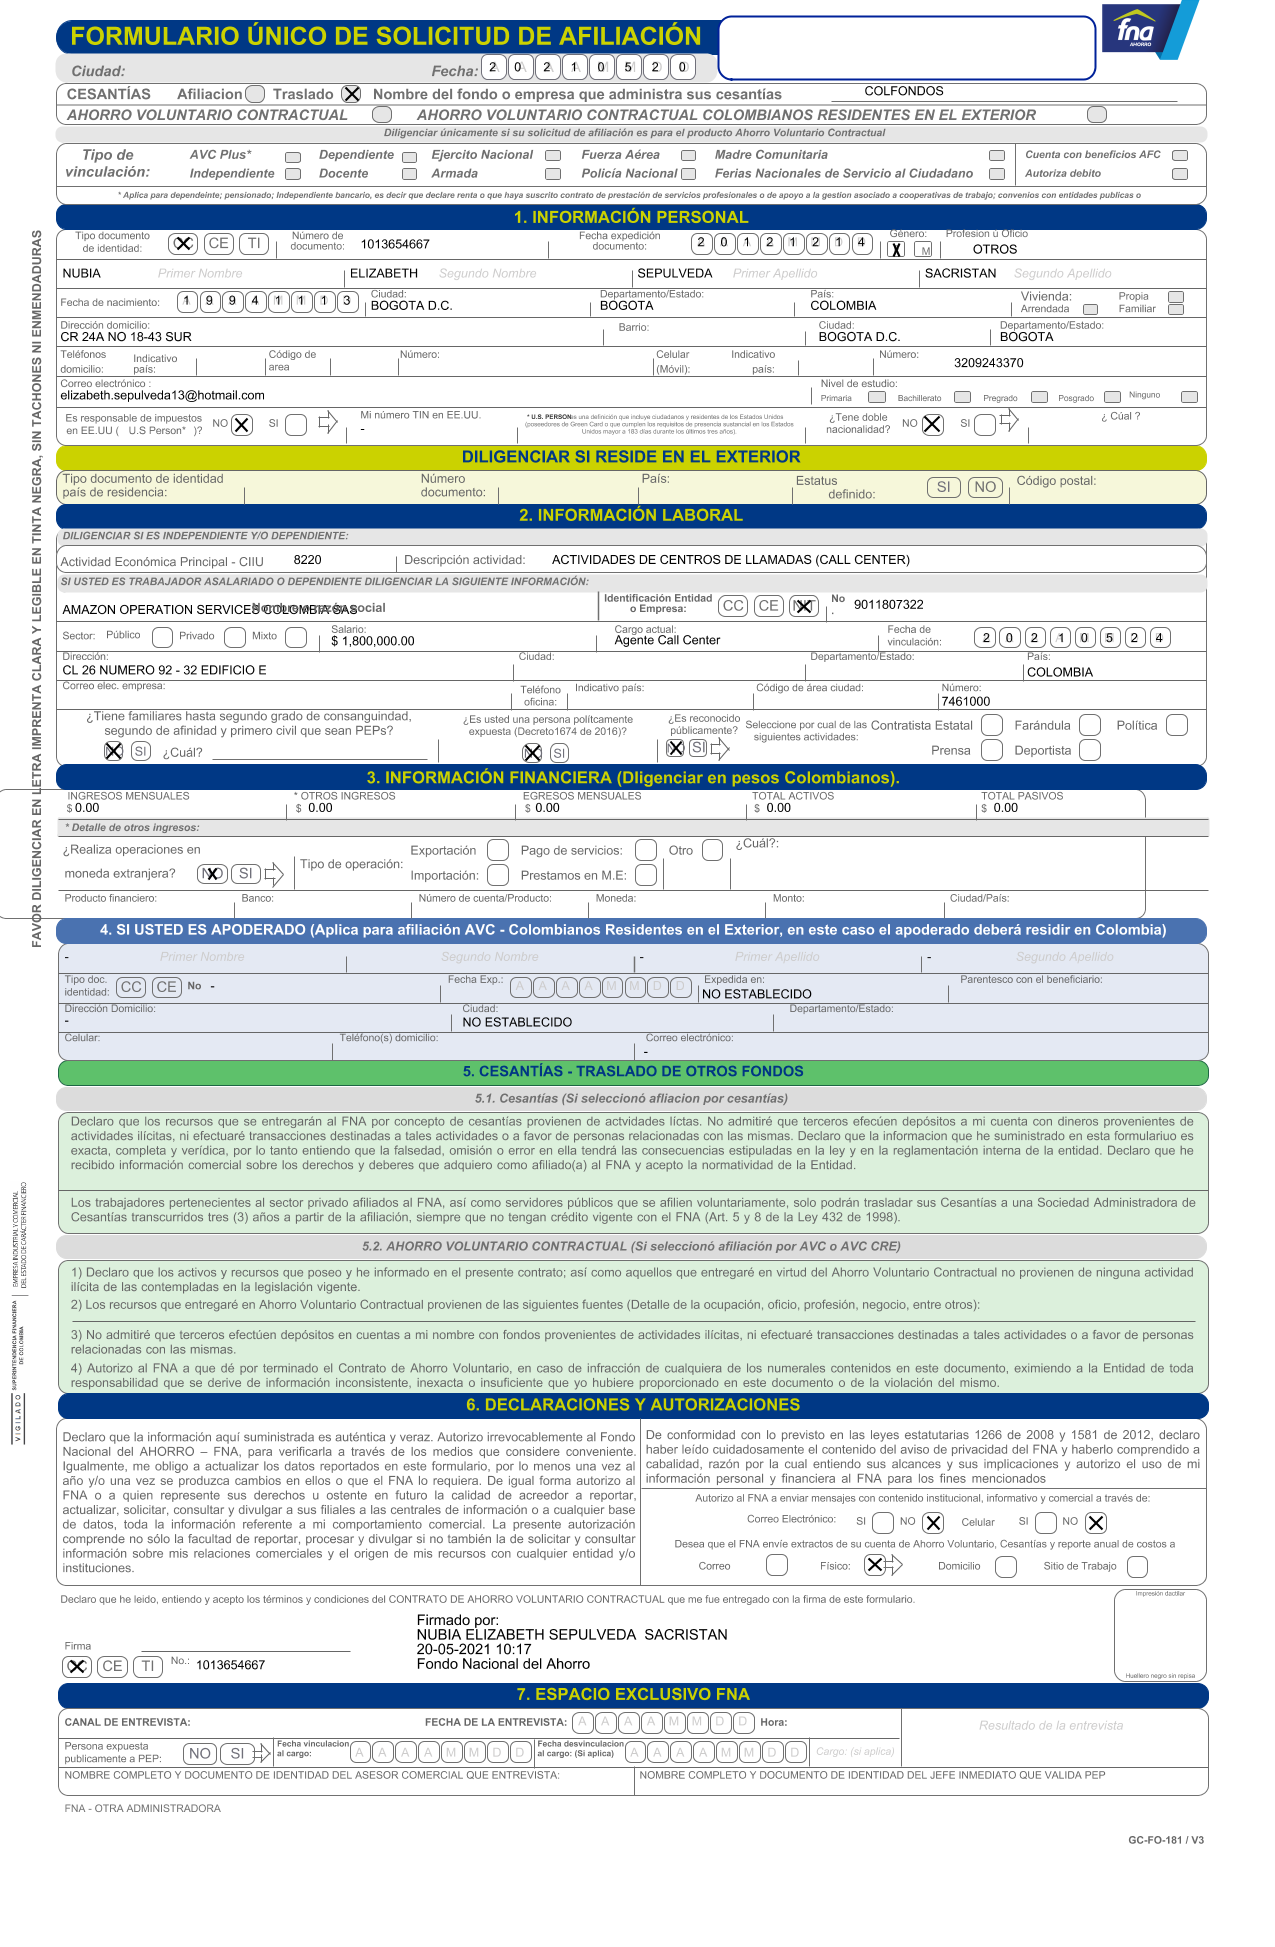 FORMULARIO ÚNICO DE SOLICITUD DE AFILIACIÓN
fna
AHORRO
Ciudad: Fecha: 2 0 2 1 0 5 2 0
CESANTÍAS Afiliacion Traslado X Nombre del fondo o empresa que administra sus cesantías COLFONDOS
AHORRO VOLUNTARIO CONTRACTUAL AHORRO VOLUNTARIO CONTRACTUAL COLOMBIANOS RESIDENTES EN EL EXTERIOR
Diligenciar únicamente si su solicitud de afiliación es para el producto Ahorro Voluntario Contractual
Tipo de vinculación: AVC Plus* Dependiente Ejercito Nacional Fuerza Aérea Madre Comunitaria Cuenta con beneficios AFC
Independiente Docente Armada Policía Nacional Ferias Nacionales de Servicio al Ciudadano Autoriza debito
* Aplica para dependeinte; pensionado; Independiente bancario, es decir que declare renta o que haya suscrito contrato de prestación de servicios profesionales o de apoyo a la gestion asociado a cooperativas de trabajo; convenios con entidades publicas o
FAVOR DILIGENCIAR EN LETRA IMPRENTA CLARA Y LEGIBLE EN TINTA NEGRA, SIN TACHONES NI ENMENDADURAS
1. INFORMACIÓN PERSONAL
Tipo documento de identidad: CC CE TI Número de documento: 1013654667 Fecha expedición documento: 2 0 1 2 1 2 1 4 Género: X M Profesion u Oficio OTROS
NUBIA Primer Nombre ELIZABETH Segundo Nombre SEPULVEDA Primer Apellido SACRISTAN Segundo Apellido
Fecha de nacimiento: 1 9 9 4 1 1 1 3 Ciudad: BOGOTA D.C. Departamento/Estado: BOGOTA País: COLOMBIA Vivienda: Arrendada Propia Familiar
Dirección domicilio: CR 24A NO 18-43 SUR Barrio: Ciudad: BOGOTA D.C. Departamento/Estado: BOGOTA
Teléfonos domicilio: Indicativo país: Código de area Número: Celular (Móvil): Indicativo país: Número: 3209243370
Correo electrónico : elizabeth.sepulveda13@hotmail.com Nivel de estudio: Primaria Bachillerato Pregrado Posgrado Ninguno
Es responsable de impuestos en EE.UU ( U.S Person* )? NO X SI Mi número TIN en EE.UU. - * U.S. PERSON es una definición que incluye ciudadanos y residentes de los Estados Unidos (poseedores de Green Card o que cumplen los requisitos de presencia sustancial en los Estados Unidos mayor a 183 días durante los últimos tres años). ¿Tene doble nacionalidad? NO X SI ¿ Cúal ?
DILIGENCIAR SI RESIDE EN EL EXTERIOR
Tipo documento de identidad país de residencia: Número documento: País: Estatus definido: SI NO Código postal:
2. INFORMACIÓN LABORAL
DILIGENCIAR SI ES INDEPENDIENTE Y/O DEPENDIENTE:
Actividad Económica Principal - CIIU 8220 Descripción actividad: ACTIVIDADES DE CENTROS DE LLAMADAS (CALL CENTER)
SI USTED ES TRABAJADOR ASALARIADO O DEPENDIENTE DILIGENCIAR LA SIGUIENTE INFORMACIÓN:
AMAZON OPERATION SERVICES COLOMBIA SAS Nombre o razón social Identificación Entidad o Empresa: CC CE NIT No . 9011807322
Sector: Público Privado Mixto Salario: $ 1,800,000.00 Cargo actual: Agente Call Center Fecha de vinculación: 2 0 2 1 0 5 2 4
Dirección: CL 26 NUMERO 92 - 32 EDIFICIO E Ciudad: Departamento/Estado: País: COLOMBIA
Correo elec. empresa: Teléfono oficina: Indicativo país: Código de área ciudad: Número: 7461000
¿Tiene familiares hasta segundo grado de consanguinidad, segundo de afinidad y primero civil que sean PEPs? NO SI ¿Cuál? ¿Es usted una persona polítcamente expuesta (Decreto1674 de 2016)? NO SI ¿Es reconocido públicamente? NO SI Seleccione por cual de las siguientes actividades: Contratista Estatal Farándula Política Prensa Deportista
3. INFORMACIÓN FINANCIERA (Dligenciar en pesos Colombianos).
INGRESOS MENSUALES * OTROS INGRESOS EGRESOS MENSUALES TOTAL ACTIVOS TOTAL PASIVOS
$ 0.00 $ 0.00 $ 0.00 $ 0.00 $ 0.00
* Detalle de otros ingresos:
¿Realiza operaciones en moneda extranjera? NO SI Tipo de operación: Exportación Pago de servicios: Otro ¿Cuál?:
Importación: Prestamos en M.E:
Producto financiero: Banco: Número de cuenta/Producto: Moneda: Monto: Ciudad/País:
4. SI USTED ES APODERADO (Aplica para afiliación AVC - Colombianos Residentes en el Exterior, en este caso el apoderado deberá residir en Colombia)
- Primer Nombre Segundo Nombre - Primer Apellido - Segundo Apellido
Tipo doc. identidad: CC CE No - Fecha Exp.: A A A A M M D D Expedida en: NO ESTABLECIDO Parentesco con el beneficiario:
Dirección Domicilio: - Ciudad: NO ESTABLECIDO Departamento/Estado:
Celular: Teléfono(s) domicilio: Correo electrónico: -
5. CESANTÍAS - TRASLADO DE OTROS FONDOS
5.1. Cesantías (Si seleccionó afliacion por cesantías)
Declaro que los recursos que se entregarán al FNA por concepto de cesantías provienen de actvidades líctas. No admitiré que terceros efecún depósitos a mi cuenta con dineros provenientes de
actividades ilícitas, ni efectuaré transacciones destinadas a tales actividades o a favor de personas relacionadas con las mismas. Declaro que la informacion que he suministrado en esta formulariuo es
exacta, completa y verídica, por lo tanto entiendo que la falsedad, omisión o error en ella tendrá las consecuencias estipuladas en la ley y en la reglamentación interna de la entidad. Declaro que he
recibido información comercial sobre los derechos y deberes que adquiero como afiliado(a) al FNA y acepto la normatividad de la Entidad.
Los trabajadores pertenecientes al sector privado afiliados al FNA, así como servidores públicos que se afilien voluntariamente, solo podrán trasladar sus Cesantías a una Sociedad Administradora de
Cesantías transcurridos tres (3) años a partir de la afiliación, siempre que no tengan crédito vigente con el FNA (Art. 5 y 8 de la Ley 432 de 1998).
5.2. AHORRO VOLUNTARIO CONTRACTUAL (Si seleccionó afiliación por AVC o AVC CRE)
1) Declaro que los activos y recursos que poseo y he informado en el presente contrato; así como aquellos que entregaré en virtud del Ahorro Voluntario Contractual no provienen de ninguna actividad
ilícita de las contempladas en la legislación vigente.
2) Los recursos que entregaré en Ahorro Voluntario Contractual provienen de las siguientes fuentes (Detalle de la ocupación, oficio, profesión, negocio, entre otros):
3) No admitiré que terceros efectúen depósitos en cuentas a mi nombre con fondos provenientes de actividades ilícitas, ni efectuaré transacciones destinadas a tales actividades o a favor de personas
relacionadas con las mismas.
4) Autorizo al FNA a que dé por terminado el Contrato de Ahorro Voluntario, en caso de infracción de cualquiera de los numerales contenidos en este documento, eximiendo a la Entidad de toda
responsabilidad que se derive de información inconsistente, inexacta o insuficiente que yo hubiere proporcionado en este documento o de la violación del mismo.
VIGILADO SUPERINTENDENCIA FINANCIERA DE COLOMBIA EMPRESA INDUSTRIAL Y COMERCIAL DEL ESTADO DE CARÁCTER FINANCIERO
6. DECLARACIONES Y AUTORIZACIONES
Declaro que la información aquí suministrada es auténtica y veraz. Autorizo irrevocablemente al Fondo
Nacional del AHORRO – FNA, para verificarla a través de los medios que considere conveniente.
Igualmente, me obligo a actualizar los datos reportados en este formulario, por lo menos una vez al
año y/o una vez se produzca cambios en ellos o que el FNA lo requiera. De igual forma autorizo al
FNA o a quien represente sus derechos u ostente en futuro la calidad de acreedor a reportar,
actualizar, solicitar, consultar y divulgar a sus filiales a las centrales de información o a cualquier base
de datos, toda la información referente a mi comportamiento comercial. La presente autorización
comprende no sólo la facultad de reportar, procesar y divulgar si no también la de solicitar y consultar
información sobre mis relaciones comerciales y el origen de mis recursos con cualquier entidad y/o
instituciones.
De conformidad con lo previsto en las leyes estatutarias 1266 de 2008 y 1581 de 2012, declaro
haber leído cuidadosamente el contenido del aviso de privacidad del FNA y haberlo comprendido a
cabalidad, razón por la cual entiendo sus alcances y sus implicaciones y autorizo el uso de mi
información personal y financiera al FNA para los fines mencionados
Autorizo al FNA a enviar mensajes con contenido institucional, informativo y comercial a través de:
Correo Electrónico: SI NO X Celular SI NO X
Desea que el FNA envíe extractos de su cuenta de Ahorro Voluntario, Cesantías y reporte anual de costos a
Correo Físico: X Domicilio Sitio de Trabajo
Declaro que he leido, entiendo y acepto los términos y condiciones del CONTRATO DE AHORRO VOLUNTARIO CONTRACTUAL que me fue entregado con la firma de este formulario.
Impresión dactilar
Firmado por:
NUBIA ELIZABETH SEPULVEDA SACRISTAN
20-05-2021 10:17
Fondo Nacional del Ahorro
Firma
CC CE TI No.: 1013654667
Huellero negro sin repisa
7. ESPACIO EXCLUSIVO FNA
CANAL DE ENTREVISTA: FECHA DE LA ENTREVISTA: A A A A M M D D Hora: Resultado de la entrevista
Persona expuesta publicamente a PEP: NO SI Fecha vinculacion al cargo: A A A A M M D D Fecha desvinculacion al cargo: (Si aplica) A A A A M M D D Cargo: (si aplica)
NOMBRE COMPLETO Y DOCUMENTO DE IDENTIDAD DEL ASESOR COMERCIAL QUE ENTREVISTA: NOMBRE COMPLETO Y DOCUMENTO DE IDENTIDAD DEL JEFE INMEDIATO QUE VALIDA PEP
FNA - OTRA ADMINISTRADORA
GC-FO-181 / V3